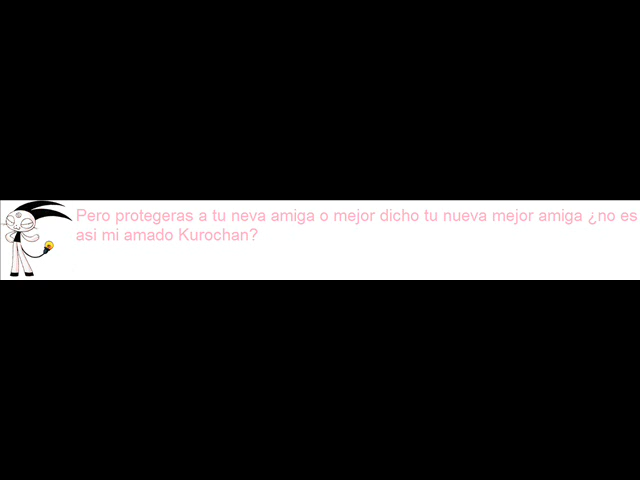 Pero protegeras a tu neva amiga o mejor dicho tu nueva mejor amiga ¿no es
asi mi amado Kurochan?